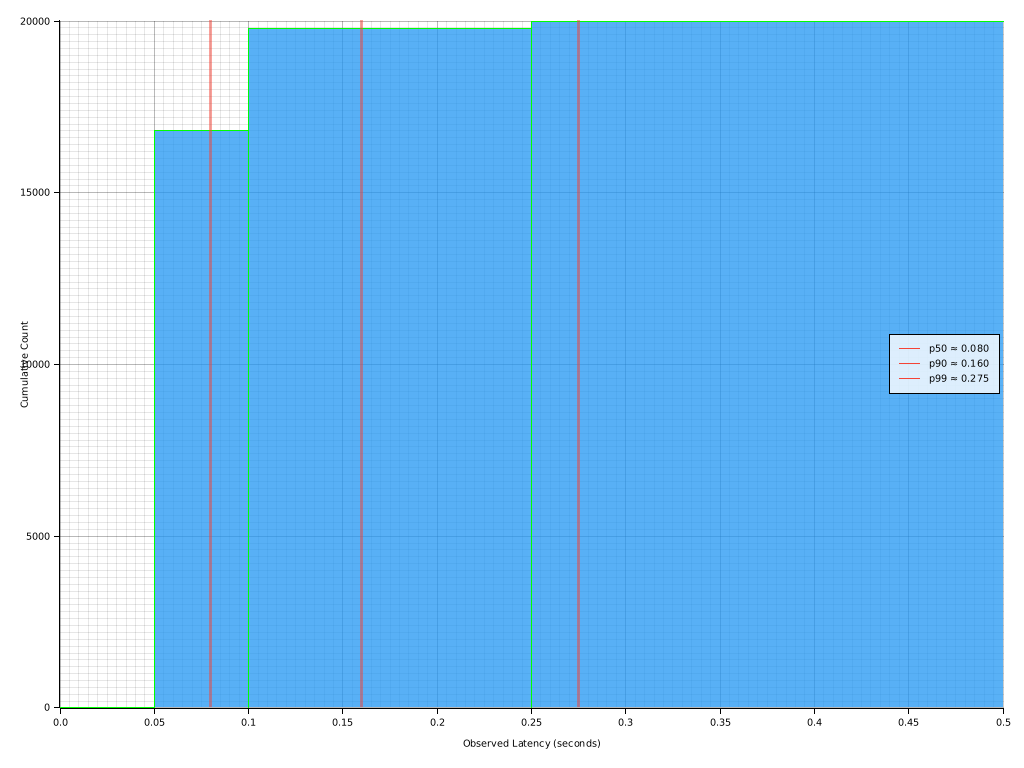 20000
15000
10000
5000
0
Cumulative Count
p50 ≈ 0.080
p90 ≈ 0.160
p99 ≈ 0.275
0.0 0.05 0.1 0.15 0.2 0.25 0.3 0.35 0.4 0.45 0.5
Observed Latency (seconds)